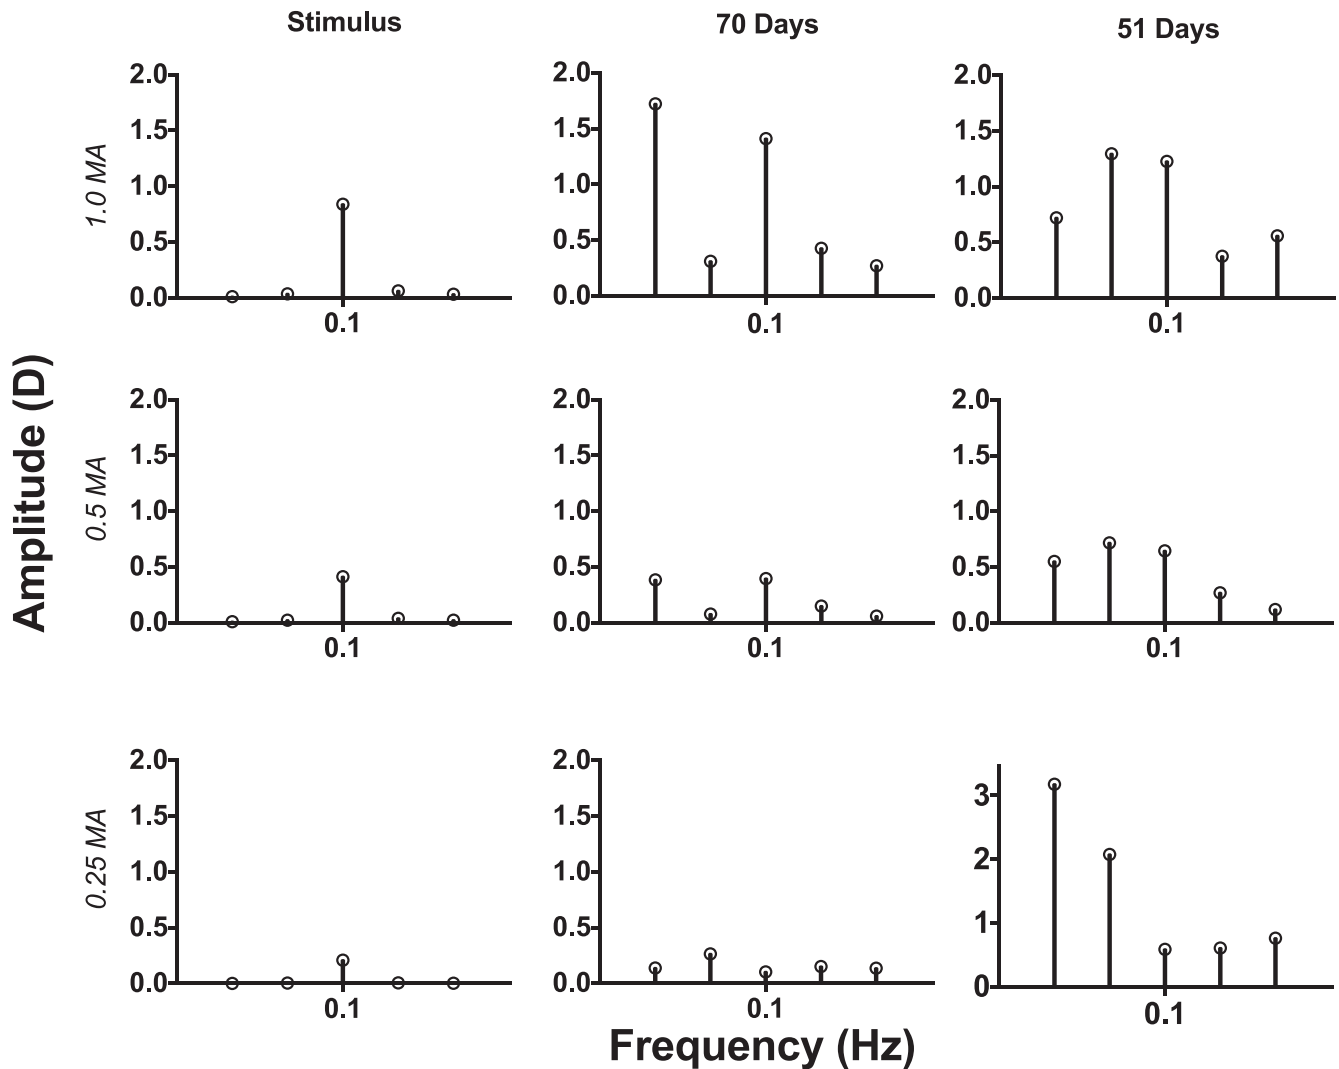 Stimulus 70 Days 51 Days
2.0 2.0 2.0
1.5 1.5 1.5
1.0 1.0 1.0
0.5 0.5 0.5
0.0 0.0 0.0
0.1 0.1 0.1
1.0 MA
Amplitude (D)
2.0 2.0 2.0
1.5 1.5 1.5
1.0 1.0 1.0
0.5 0.5 0.5
0.0 0.0 0.0
0.1 0.1 0.1
0.5 MA
2.0 2.0
1.5 1.5 3
1.0 1.0 2
0.5 0.5 1
0.0 0.0 0
0.1 0.1 0.1
0.25 MA
Frequency (Hz)